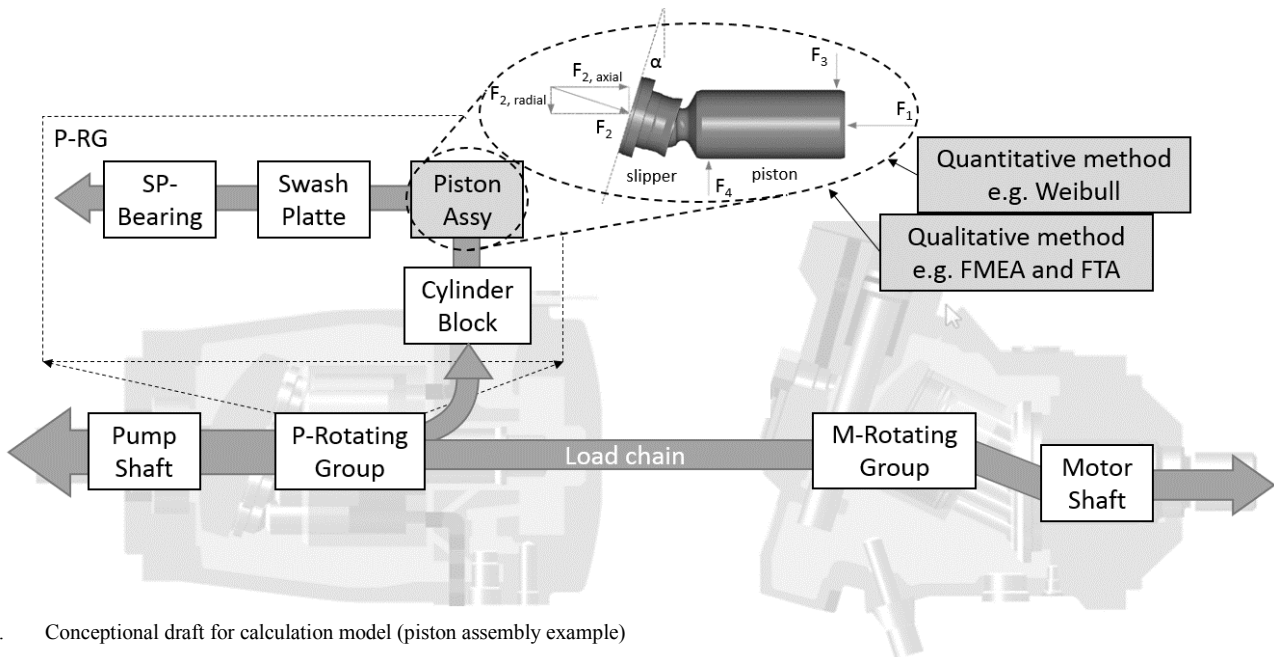 F2, axial
F2, radial
F2
α
F3
F1
F4
slipper
piston
P-RG
SP-
Bearing
Swash
Platte
Piston
Assy
Cylinder
Block
Quantitative method
e.g. Weibull
Qualitative method
e.g. FMEA and FTA
Pump
Shaft
P-Rotating
Group
Load chain
M-Rotating
Group
Motor
Shaft
. Conceptional draft for calculation model (piston assembly example)